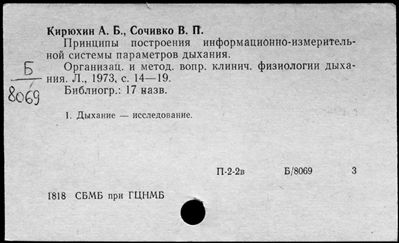 Кирюхин А. Б., Сочивко В. П.
Принципы построения информационно-измеритель-
ной системы параметров дыхания.
Организац. и метод. вопр. клинич. физиологии дыха-
ния. Л., 1973, с. 14—19.
Библиогр.: 17 назв.
Б
8069
1. Дыхание — исследование.
П-2-2в Б/8069 3
1818 СБМБ при ГЦНМБ